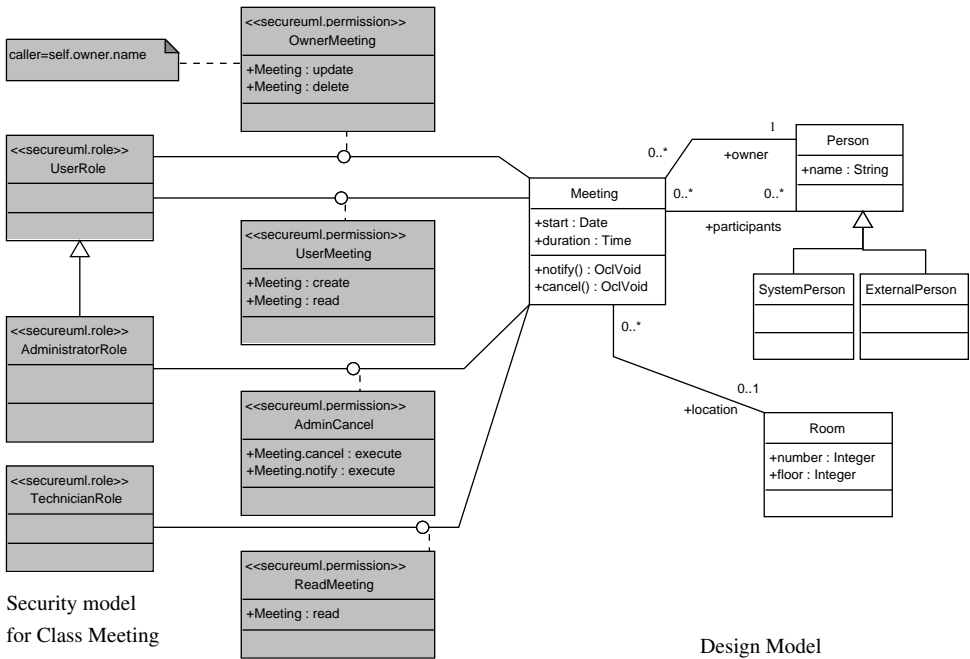 <<secureuml.permission>>
OwnerMeeting
+Meeting : update
+Meeting : delete
caller=self.owner.name
<<secureuml.role>>
UserRole
<<secureuml.permission>>
UserMeeting
+Meeting : create
+Meeting : read
<<secureuml.role>>
AdministratorRole
<<secureuml.permission>>
AdminCancel
+Meeting.cancel : execute
+Meeting.notify : execute
<<secureuml.role>>
TechnicianRole
<<secureuml.permission>>
ReadMeeting
+Meeting : read
Security model
for Class Meeting
Meeting
+start : Date
+duration : Time
+notify() : OclVoid
+cancel() : OclVoid
0..*
1
+owner
0..*
0..*
+participants
Person
+name : String
SystemPerson
ExternalPerson
0..*
0..1
+location
Room
+number : Integer
+floor : Integer
Design Model